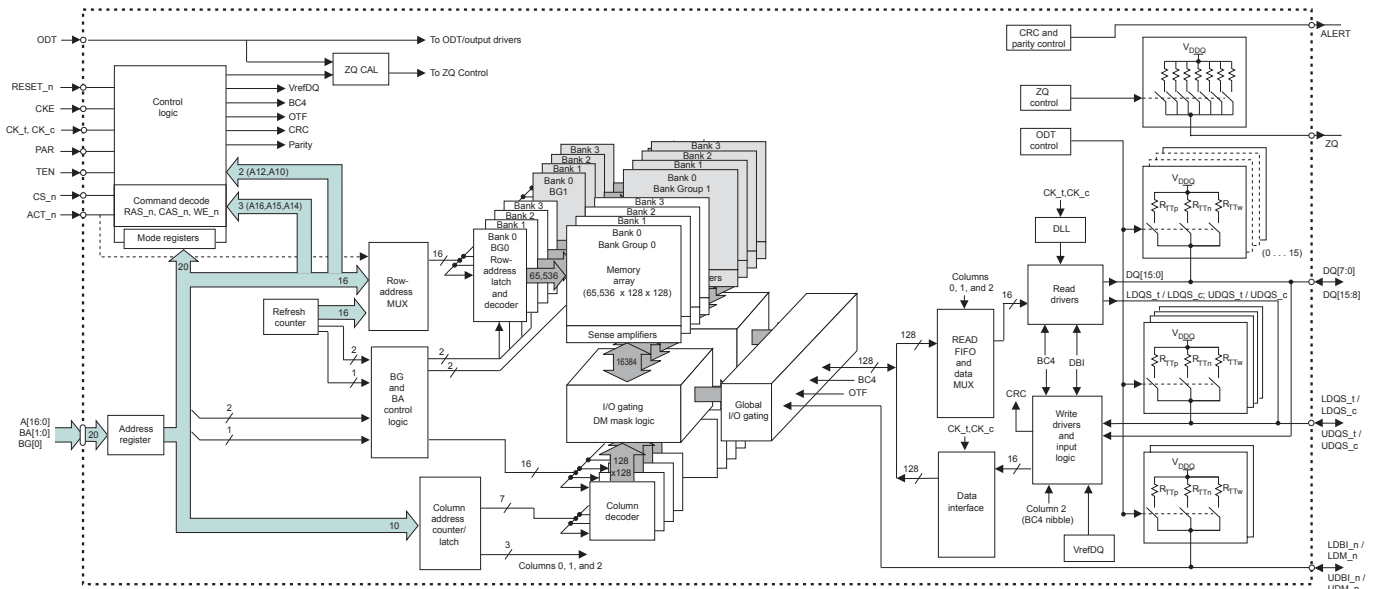 ODT
To ODT/output drivers
ZQ CAL
To ZQ Control
RESET_n
CKE
CK_t, CK_c
PAR
TEN
CS_n
ACT_n
Control
logic
VrefDQ
BC4
OTF
CRC
Parity
2 (A12,A10)
Command decode
RAS_n, CAS_n, WE_n
3 (A16,A15,A14)
Mode registers
20
16
Refresh
counter
16
Row-
address
MUX
16
2
1
BG
and
BA
control
logic
2
2
A[16:0]
BA[1:0]
BG[0]
20
Address
register
2
1
16
10
Column
address
counter/
latch
7
3
Columns 0, 1, and 2
Bank 3
Bank 2
Bank 1
Bank 0
BG1
Bank 3
Bank 2
Bank 1
Bank 0
BG0
Row-
address
latch
and
decoder
65,536
Bank 3
Bank 2
Bank 1
Bank 0
Bank Group 1
Bank 3
Bank 2
Bank 1
Bank 0
Bank Group 0
Memory
array
(65,536 x 128 x 128)
ers
Sense amplifiers
16384
I/O gating
DM mask logic
128
x128
Column
decoder
Global
I/O gating
128
BC4
OTF
128
Columns
0, 1, and 2
READ
FIFO
and
data
MUX
16
CK_t,CK_c
DLL
Read
drivers
DQ[15:0]
LDQS_t / LDQS_c; UDQS_t / UDQS_c
BC4
DBI
CRC
Write
drivers
and
input
logic
CK_t,CK_c
128
Data
interface
16
Column 2
(BC4 nibble)
VrefDQ
CRC and
parity control
ZQ
control
ODT
control
VDDQ
VDDQ
RTTp
RTTn
RTTw
(0 . . . 15)
VDDQ
RTTp
RTTn
RTTw
VDDQ
RTTp
RTTn
RTTw
ALERT
ZQ
DQ[7:0]
DQ[15:8]
LDQS_t /
LDQS_c
UDQS_t /
UDQS_c
LDBI_n /
LDM_n
UDBI_n /
UDM_n